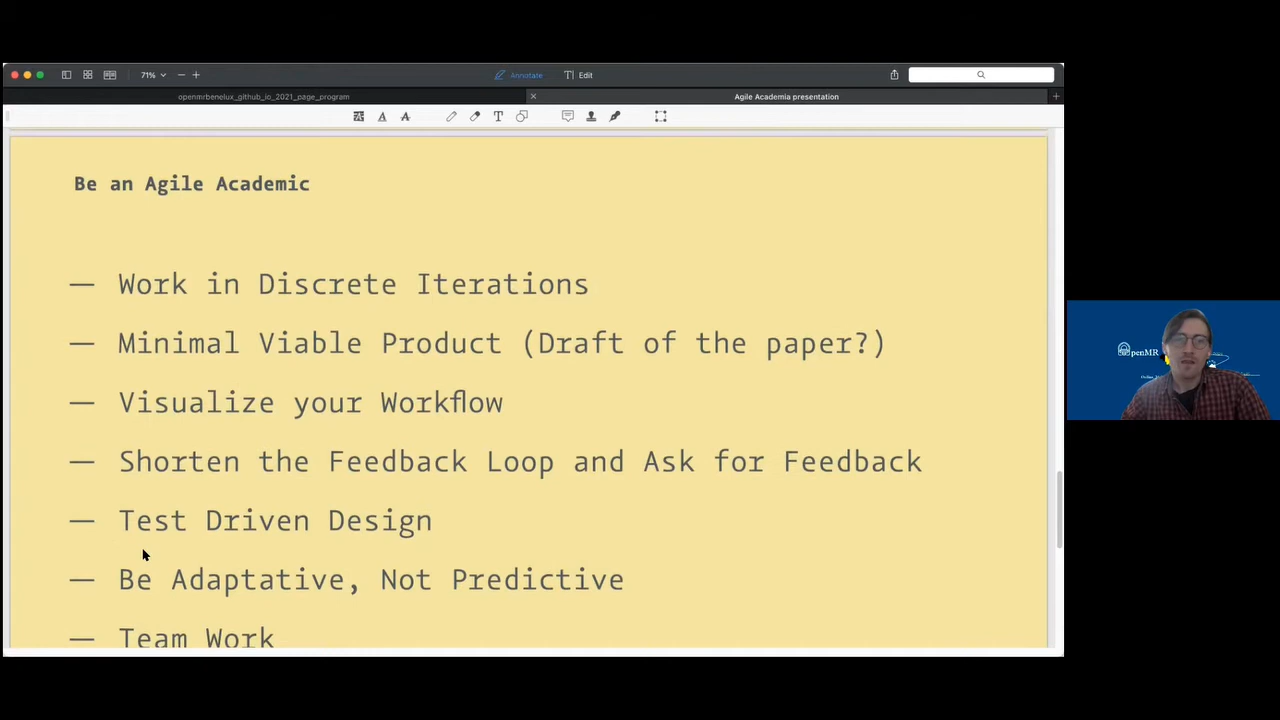 71%
Annotate
T Edit
openmrbenelux_github_io_2021_page_program
Agile Academia presentation
Be an Agile Academic
— Work in Discrete Iterations
— Minimal Viable Product (Draft of the paper?)
— Visualize your Workflow
— Shorten the Feedback Loop and Ask for Feedback
— Test Driven Design
— Be Adaptative, Not Predictive
— Team Work
penMR